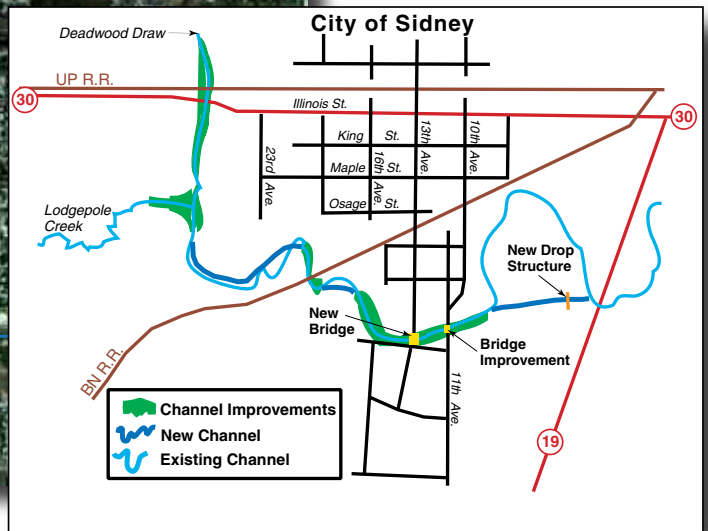 City of Sidney
Deadwood Draw
UP R.R.
30
Illinois St.
30
King St.
Maple St.
Osage St.
23rd Ave.
16th Ave.
13th Ave.
10th Ave.
Lodgepole
Creek
New Drop
Structure
New
Bridge
Bridge
Improvement
BN R.R.
11th Ave.
19
Channel Improvements
New Channel
Existing Channel